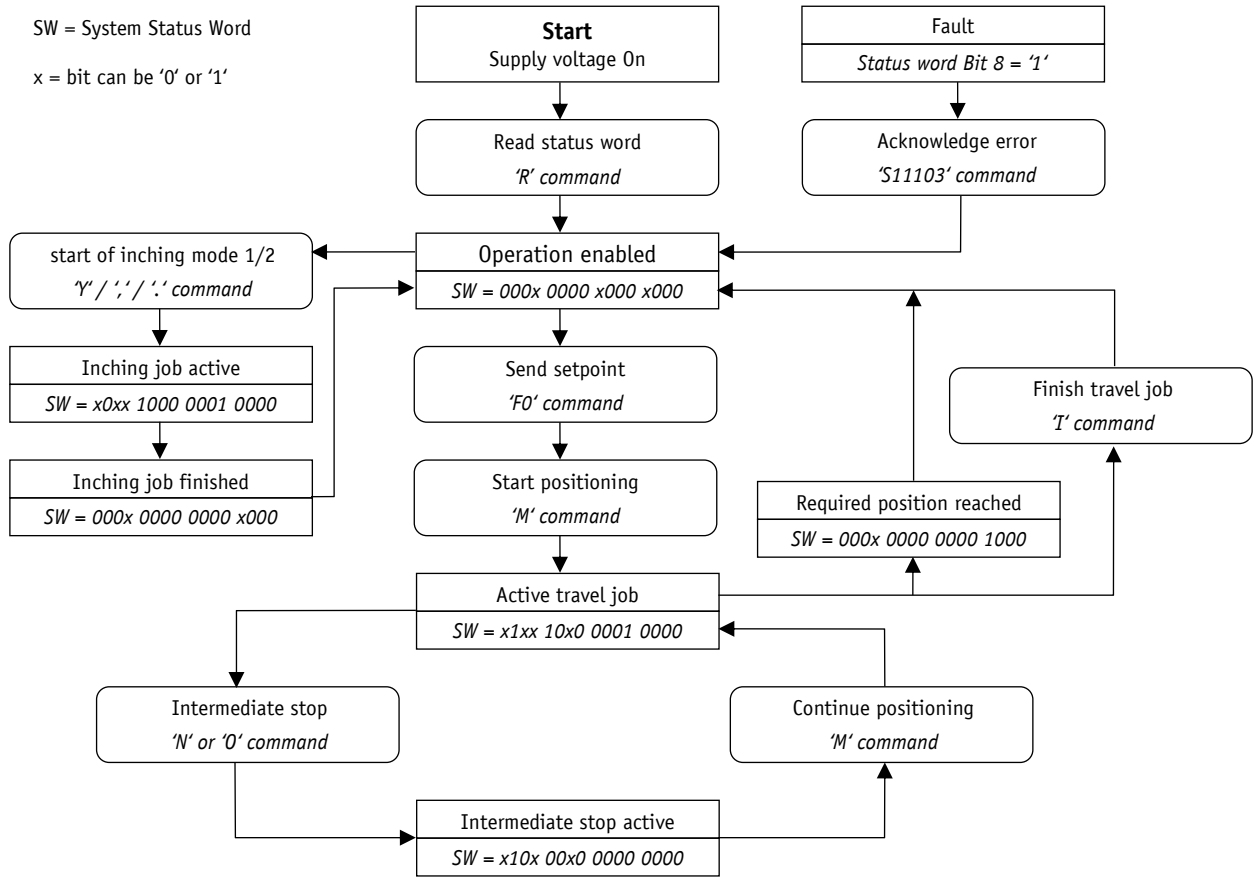 SW = System Status Word
x = bit can be ‘0‘ or ‘1‘
Start
Supply voltage On
Fault
Status word Bit 8 = ‘1‘
Read status word
‘R’ command
Acknowledge error
‘S11103‘ command
start of inching mode 1/2
‘Y‘ / ‘,‘ / ‘.‘ command
Operation enabled
SW = 000x 0000 x000 x000
Inching job active
SW = x0xx 1000 0001 0000
Send setpoint
‘F0‘ command
Finish travel job
‘I‘ command
Inching job finished
SW = 000x 0000 0000 x000
Start positioning
‘M‘ command
Required position reached
SW = 000x 0000 0000 1000
Active travel job
SW = x1xx 10x0 0001 0000
Intermediate stop
‘N‘ or ‘O‘ command
Continue positioning
‘M‘ command
Intermediate stop active
SW = x10x 00x0 0000 0000